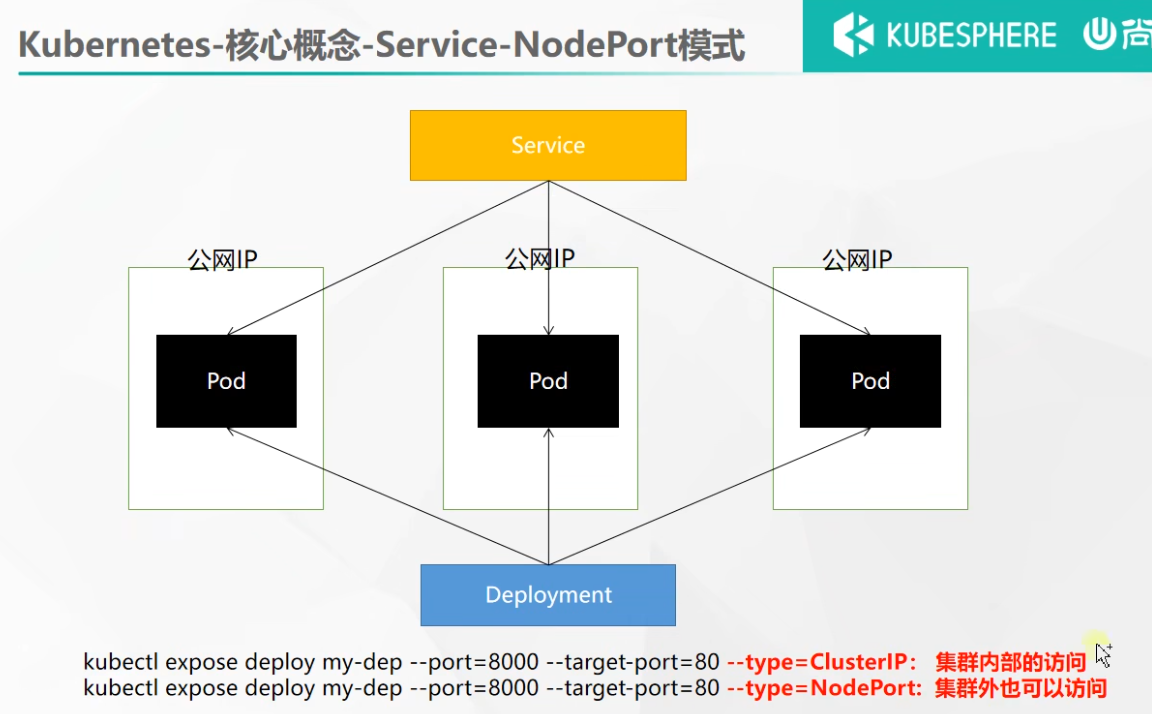 Kubernetes-核心概念-Service-NodePort模式
KUBESPHERE 尚
Service
公网IP 公网IP 公网IP
Pod Pod Pod
Deployment
kubectl expose deploy my-dep --port=8000 --target-port=80 --type=ClusterIP： 集群内部的访问
kubectl expose deploy my-dep --port=8000 --target-port=80 --type=NodePort: 集群外也可以访问